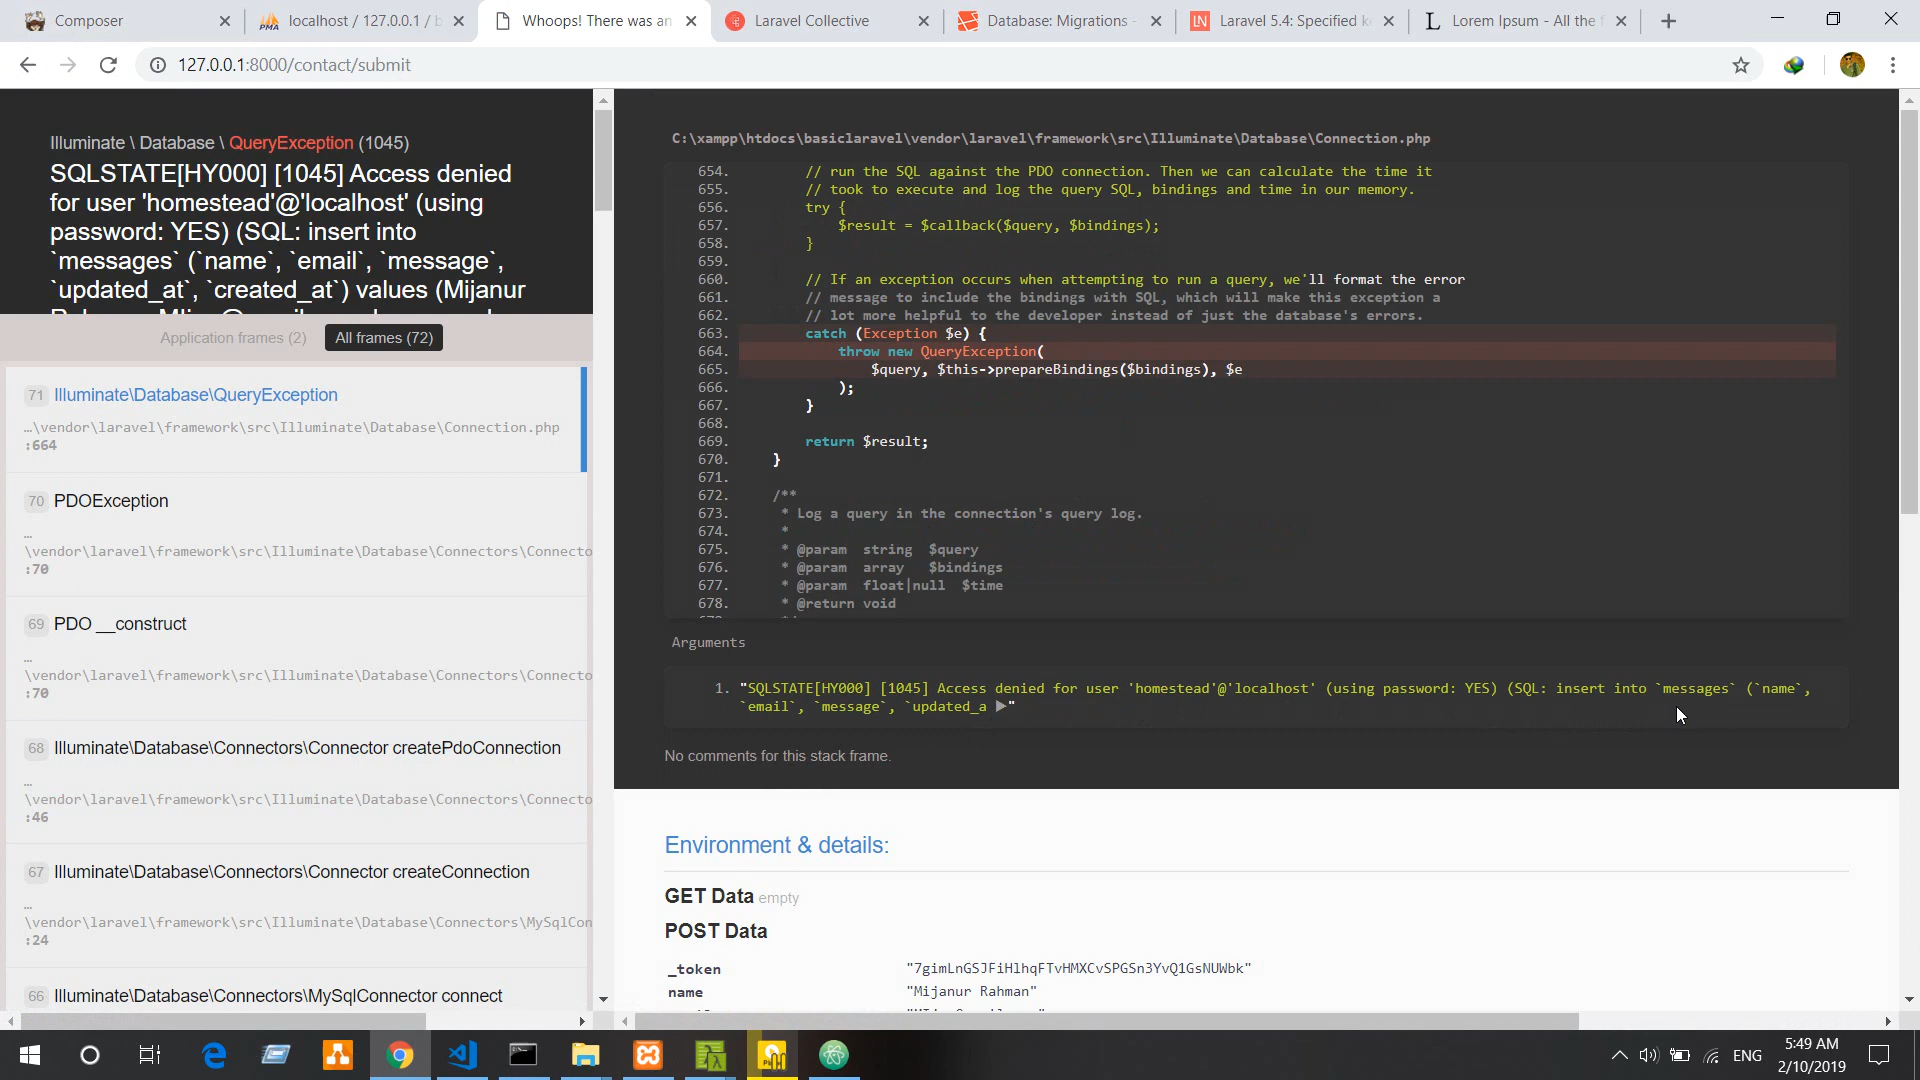 Composer
localhost / 127.0.0.1 / b
Whoops! There was an
Laravel Collective
Database: Migrations -
Laravel 5.4: Specified k
Lorem Ipsum - All the f
127.0.0.1:8000/contact/submit
Illuminate \ Database \ QueryException (1045)
SQLSTATE[HY000] [1045] Access denied
for user 'homestead'@'localhost' (using
password: YES) (SQL: insert into
`messages` (`name`, `email`, `message`,
`updated_at`, `created_at`) values (Mijanur
Application frames (2)
All frames (72)
71 Illuminate\Database\QueryException
…\vendor\laravel\framework\src\Illuminate\Database\Connection.php
:664
70 PDOException
…
\vendor\laravel\framework\src\Illuminate\Database\Connectors\Connecto
:70
69 PDO __construct
…
\vendor\laravel\framework\src\Illuminate\Database\Connectors\Connecto
:70
68 Illuminate\Database\Connectors\Connector createPdoConnection
…
\vendor\laravel\framework\src\Illuminate\Database\Connectors\Connecto
:46
67 Illuminate\Database\Connectors\Connector createConnection
…
\vendor\laravel\framework\src\Illuminate\Database\Connectors\MySqlCon
:24
66 Illuminate\Database\Connectors\MySqlConnector connect
C:\xampp\htdocs\basiclaravel\vendor\laravel\framework\src\Illuminate\Database\Connection.php
654. // run the SQL against the PDO connection. Then we can calculate the time it
655. // took to execute and log the query SQL, bindings and time in our memory.
656. try {
657. $result = $callback($query, $bindings);
658. }
659.
660. // If an exception occurs when attempting to run a query, we'll format the error
661. // message to include the bindings with SQL, which will make this exception a
662. // lot more helpful to the developer instead of just the database's errors.
663. catch (Exception $e) {
664. throw new QueryException(
665. $query, $this->prepareBindings($bindings), $e
666. );
667. }
668.
669. return $result;
670. }
671.
672. /**
673. * Log a query in the connection's query log.
674. *
675. * @param string $query
676. * @param array $bindings
677. * @param float|null $time
678. * @return void
Arguments
1. "SQLSTATE[HY000] [1045] Access denied for user 'homestead'@'localhost' (using password: YES) (SQL: insert into `messages` (`name`,
`email`, `message`, `updated_a ▶"
No comments for this stack frame.
Environment & details:
GET Data empty
POST Data
_token "7gimLnGSJFiHlhqFTvHMXCvSPGSn3YvQ1GsNUWbk"
name "Mijanur Rahman"
ENG
5:49 AM
2/10/2019